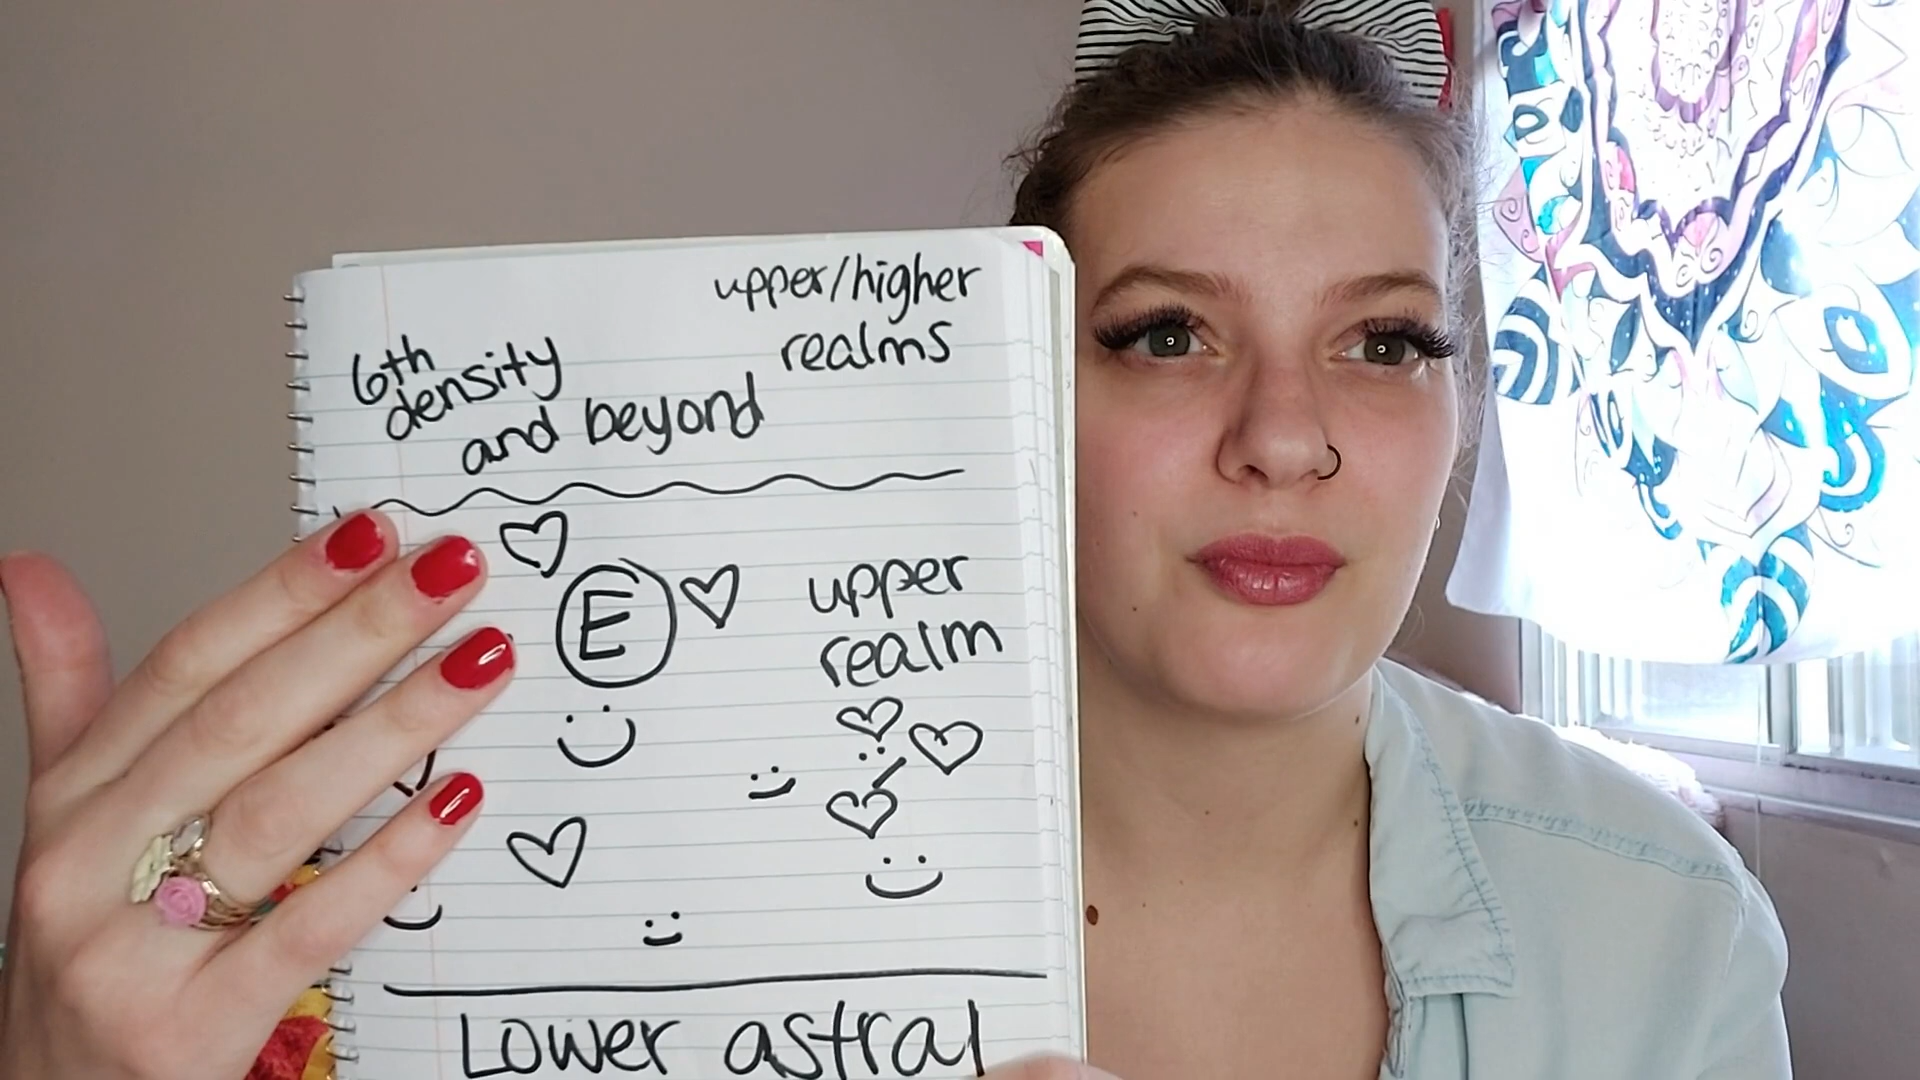 upper/higher
realms
6th
density
and beyond
E
upper
realm
Lower astral